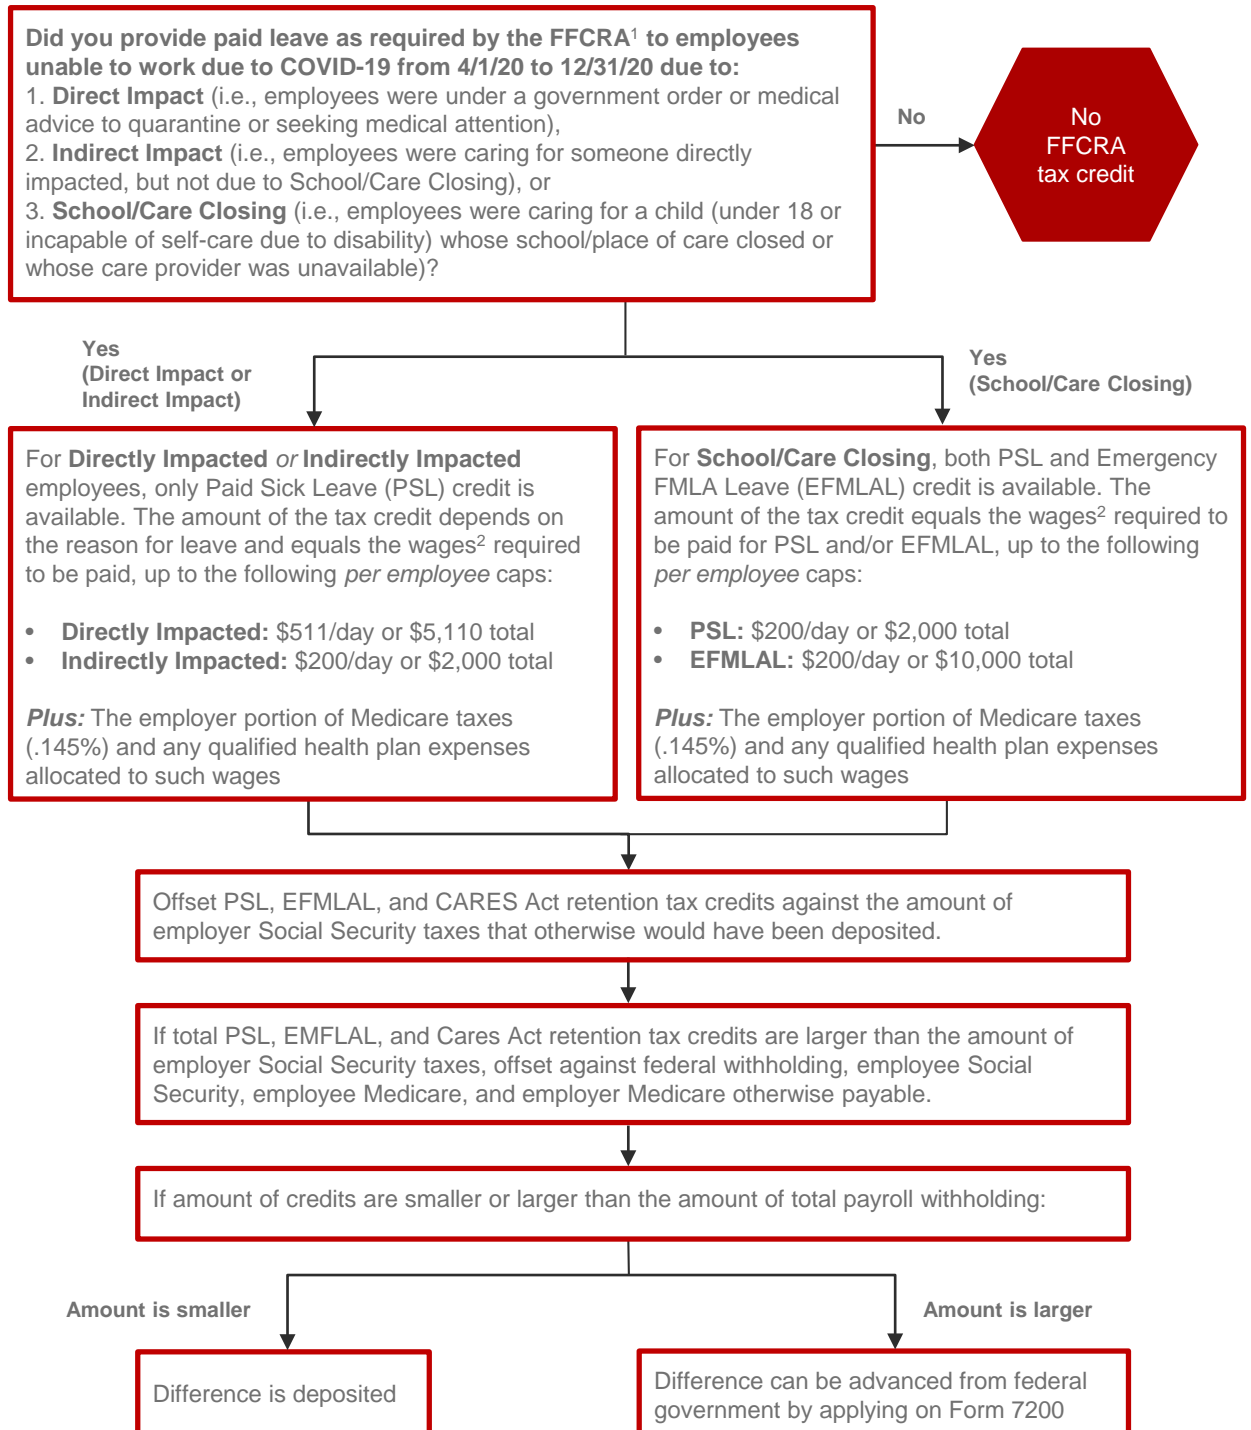 Did you provide paid leave as required by the FFCRA¹ to employees
unable to work due to COVID-19 from 4/1/20 to 12/31/20 due to:
1. Direct Impact (i.e., employees were under a government order or medical
advice to quarantine or seeking medical attention),
2. Indirect Impact (i.e., employees were caring for someone directly
impacted, but not due to School/Care Closing), or
3. School/Care Closing (i.e., employees were caring for a child (under 18 or
incapable of self-care due to disability) whose school/place of care closed or
whose care provider was unavailable)?
No
No
FFCRA
tax credit
Yes
(Direct Impact or
Indirect Impact)
Yes
(School/Care Closing)
For Directly Impacted or Indirectly Impacted
employees, only Paid Sick Leave (PSL) credit is
available. The amount of the tax credit depends on
the reason for leave and equals the wages² required
to be paid, up to the following per employee caps:
• Directly Impacted: $511/day or $5,110 total
• Indirectly Impacted: $200/day or $2,000 total
Plus: The employer portion of Medicare taxes
(.145%) and any qualified health plan expenses
allocated to such wages
For School/Care Closing, both PSL and Emergency
FMLA Leave (EFMLAL) credit is available. The
amount of the tax credit equals the wages² required to
be paid for PSL and/or EFMLAL, up to the following
per employee caps:
• PSL: $200/day or $2,000 total
• EFMLAL: $200/day or $10,000 total
Plus: The employer portion of Medicare taxes
(.145%) and any qualified health plan expenses
allocated to such wages
Offset PSL, EFMLAL, and CARES Act retention tax credits against the amount of
employer Social Security taxes that otherwise would have been deposited.
If total PSL, EMFLAL, and Cares Act retention tax credits are larger than the amount of
employer Social Security taxes, offset against federal withholding, employee Social
Security, employee Medicare, and employer Medicare otherwise payable.
If amount of credits are smaller or larger than the amount of total payroll withholding:
Amount is smaller
Amount is larger
Difference is deposited
Difference can be advanced from federal
government by applying on Form 7200